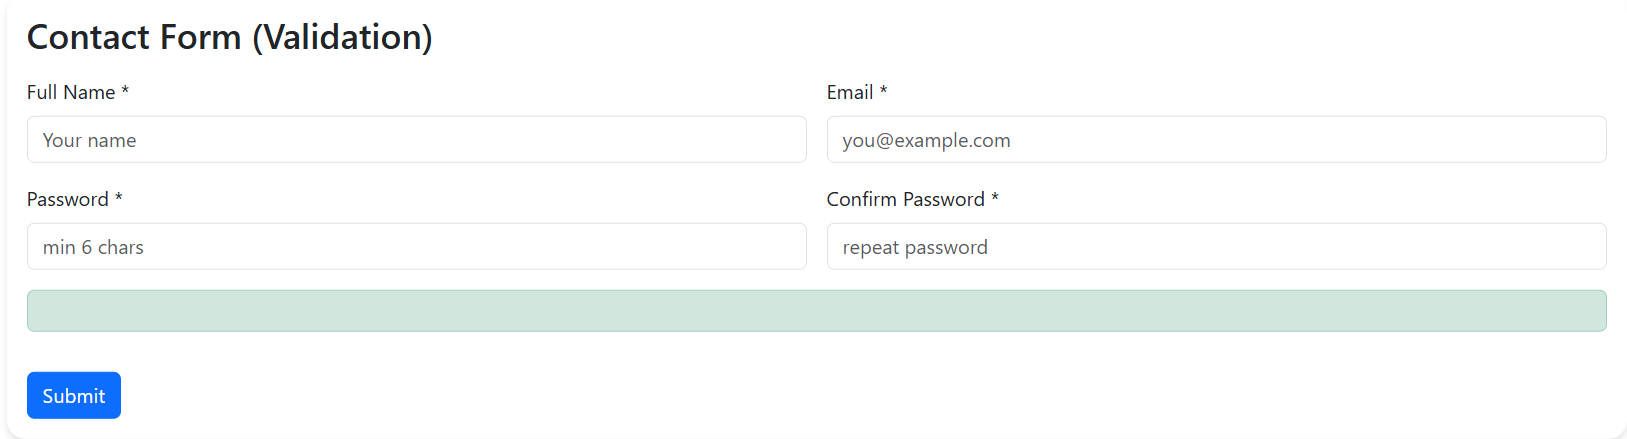 Contact Form (Validation)
Full Name *
Email *
Your name
you@example.com
Password *
Confirm Password *
min 6 chars
repeat password
Submit